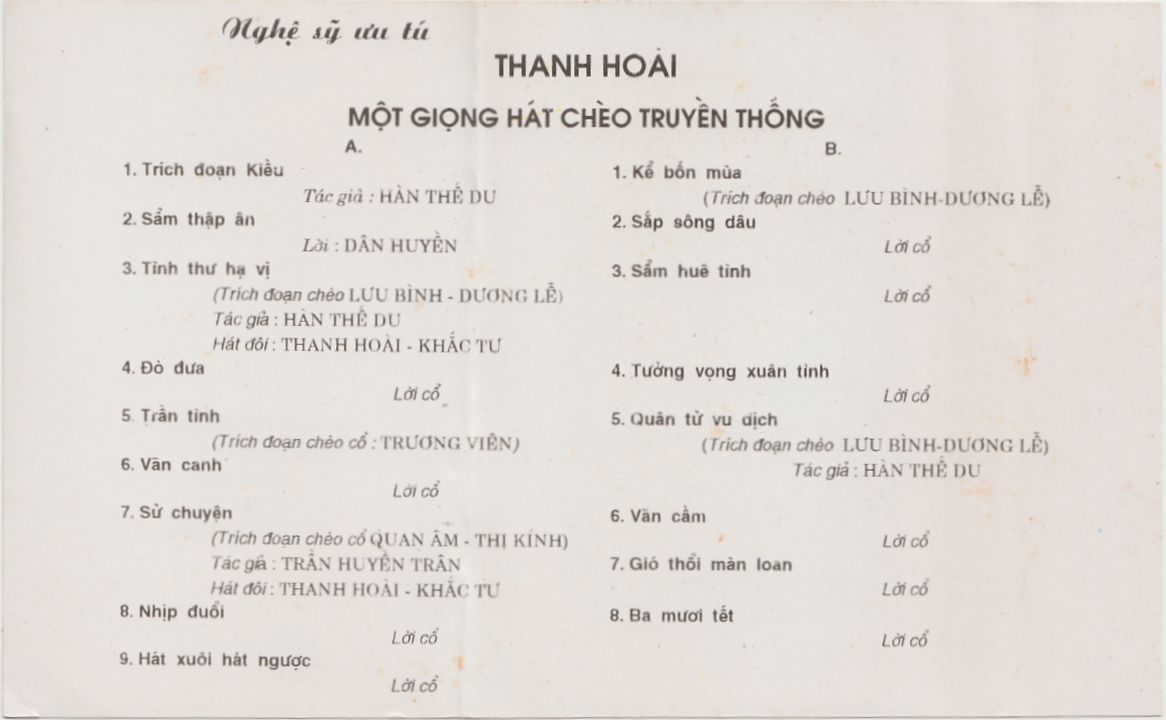 Nghệ sỹ ưu tú
THANH HOÀI
MỘT GIỌNG HÁT CHÈO TRUYỀN THỐNG
A.
1. Trích đoạn Kiều
Tác giả : HÀN THẾ DU
2. Sẩm thập ân
Lời : DÂN HUYỀN
3. Tình thư hạ vị
(Trích đoạn chèo LƯU BÌNH - DƯƠNG LỄ)
Tác giả : HÀN THẾ DU
Hát đôi : THANH HOÀI - KHẮC TƯ
4. Đò đưa
Lời cổ
5. Trần tình
(Trích đoạn chèo cổ : TRƯƠNG VIÊN)
6. Vãn canh
Lời cổ
7. Sử chuyện
(Trích đoạn chèo cổ QUAN ÂM - THỊ KÍNH)
Tác giả : TRẦN HUYỀN TRÂN
Hát đôi : THANH HOÀI - KHẮC TƯ
8. Nhịp đuổi
Lời cổ
9. Hát xuôi hát ngược
Lời cổ
B.
1. Kể bốn mùa
(Trích đoạn chèo LƯU BÌNH-DƯƠNG LỄ)
2. Sắp sông dâu
Lời cổ
3. Sẩm huê tình
Lời cổ
4. Tưởng vọng xuân tình
Lời cổ
5. Quân tử vu dịch
(Trích đoạn chèo LƯU BÌNH-DƯƠNG LỄ)
Tác giả : HÀN THẾ DU
6. Vãn cầm
Lời cổ
7. Gió thổi màn loan
Lời cổ
8. Ba mươi tết
Lời cổ